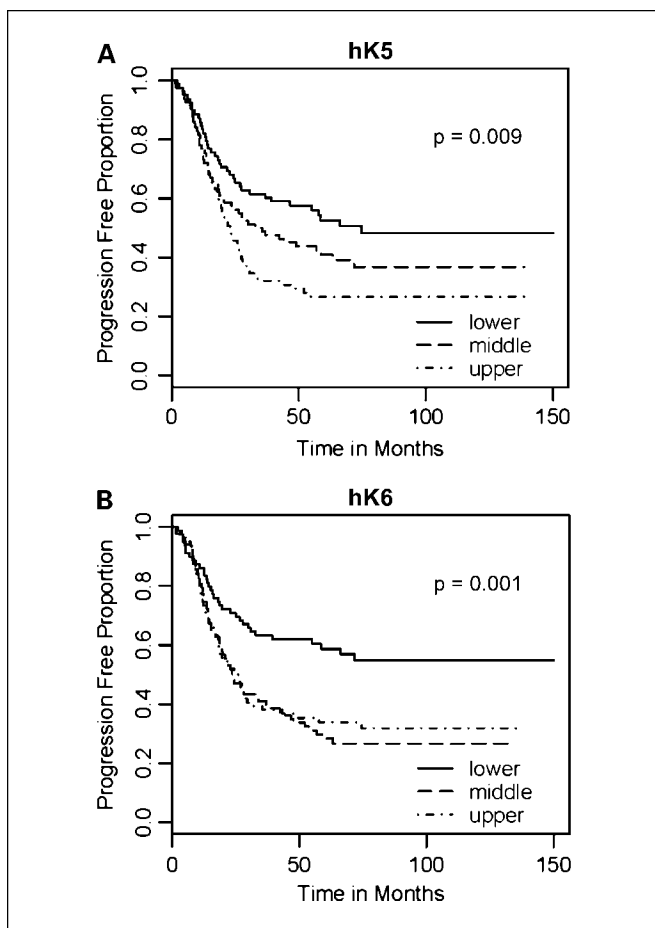 A
hK5
Progression Free Proportion
1.0
0.8
0.6
0.4
0.2
0.0
p = 0.009
lower
middle
upper
0 50 100 150
Time in Months
B
hK6
Progression Free Proportion
1.0
0.8
0.6
0.4
0.2
0.0
p = 0.001
lower
middle
upper
0 50 100 150
Time in Months